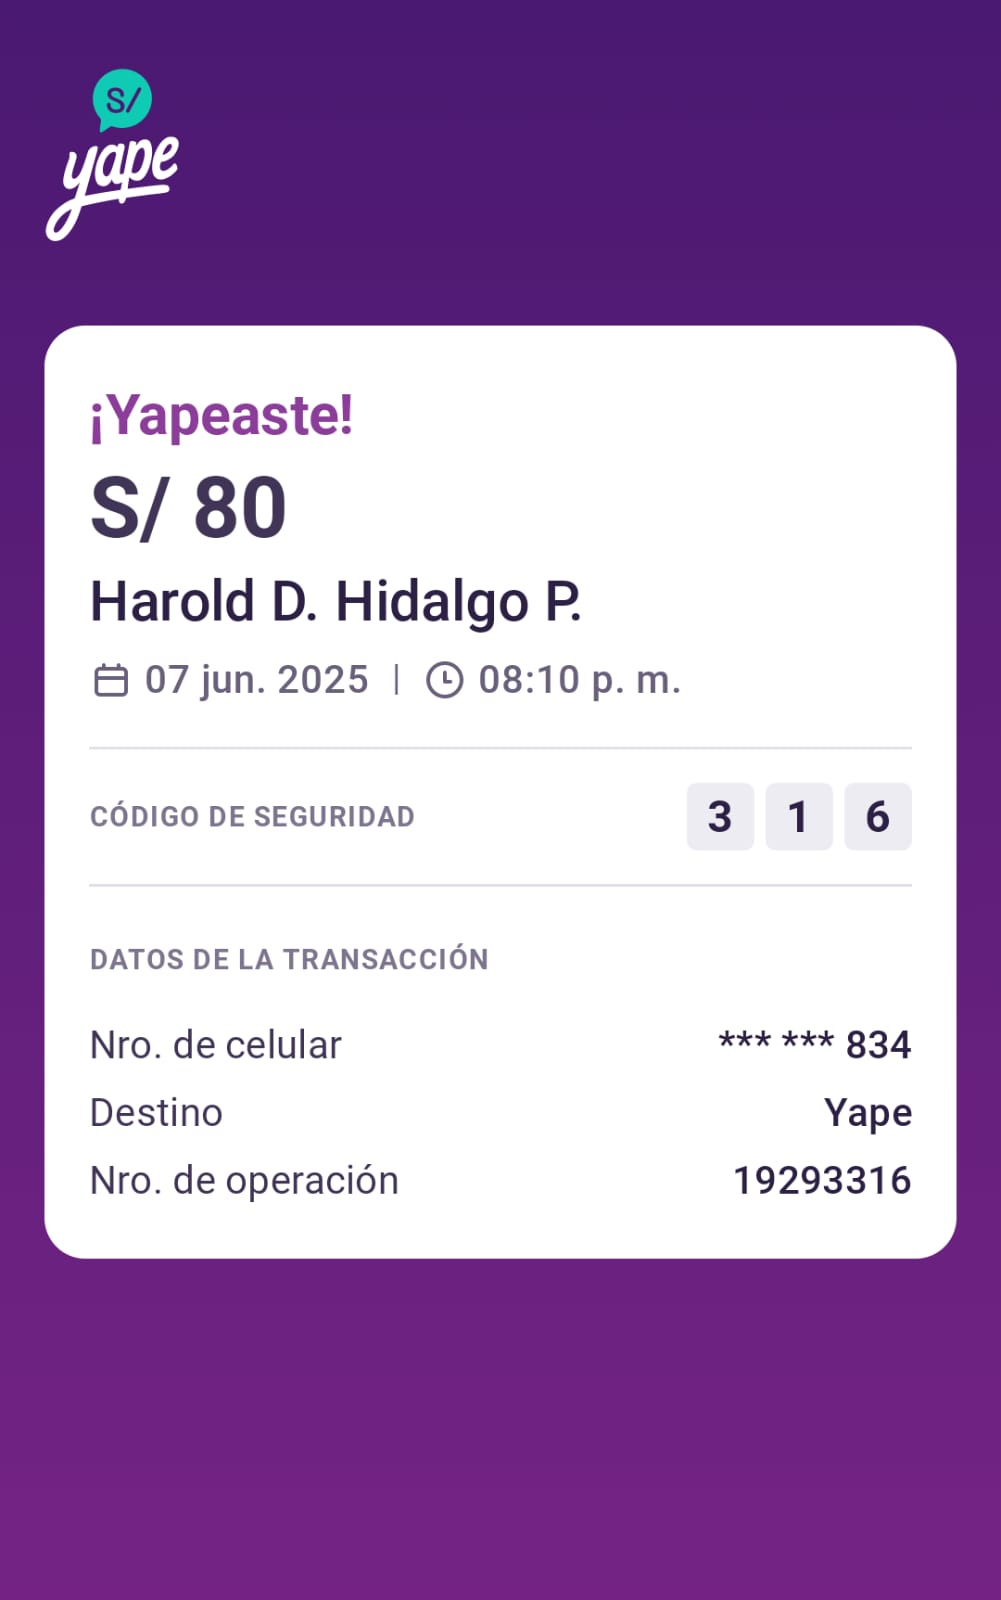 S/
yape
¡Yapeaste!
S/ 80
Harold D. Hidalgo P.
07 jun. 2025 | 08:10 p. m.
CÓDIGO DE SEGURIDAD 3 1 6
DATOS DE LA TRANSACCIÓN
Nro. de celular *** *** 834
Destino Yape
Nro. de operación 19293316